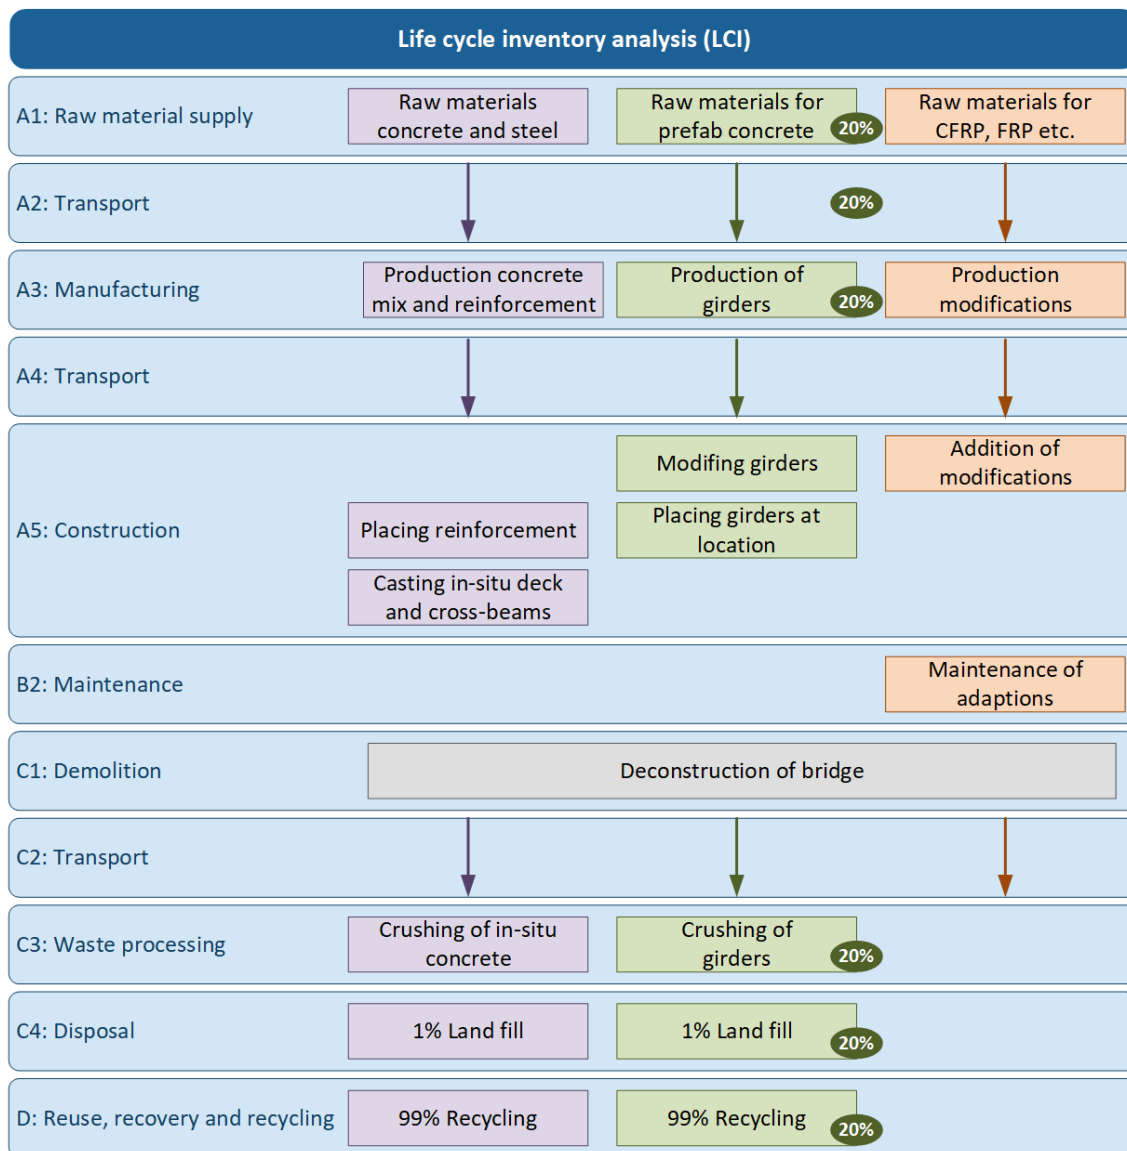 Life cycle inventory analysis (LCI)
A1: Raw material supply
Raw materials
concrete and steel
Raw materials for
prefab concrete
20%
Raw materials for
CFRP, FRP etc.
A2: Transport
20%
A3: Manufacturing
Production concrete
mix and reinforcement
Production of
girders
20%
Production
modifications
A4: Transport
A5: Construction
Modifing girders
Addition of
modifications
Placing reinforcement
Placing girders at
location
Casting in-situ deck
and cross-beams
B2: Maintenance
Maintenance of
adaptions
C1: Demolition
Deconstruction of bridge
C2: Transport
C3: Waste processing
Crushing of in-situ
concrete
Crushing of
girders
20%
C4: Disposal
1% Land fill
1% Land fill
20%
D: Reuse, recovery and recycling
99% Recycling
99% Recycling
20%